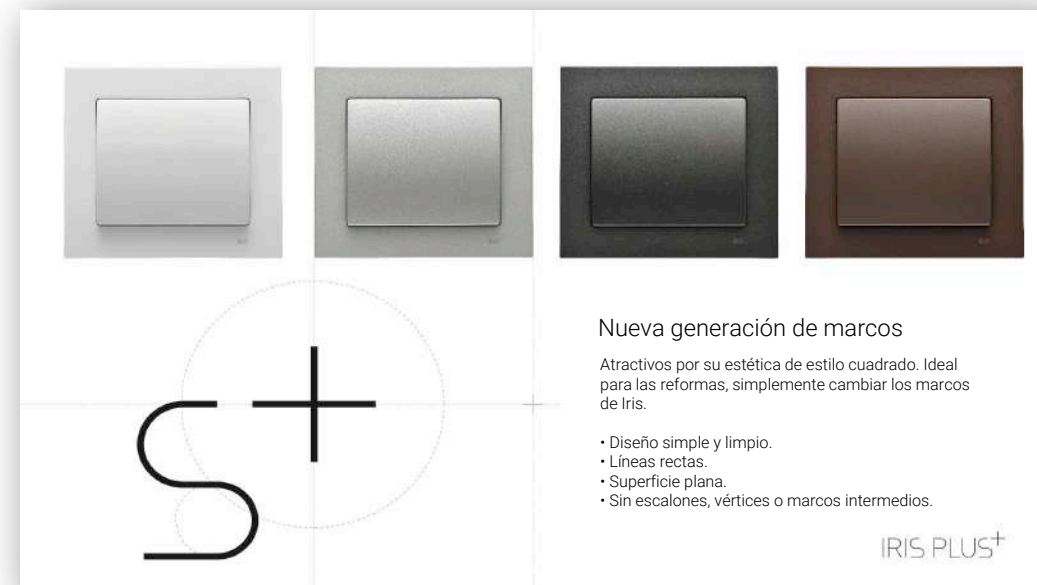 S+
Nueva generación de marcos
Atractivos por su estética de estilo cuadrado. Ideal
para las reformas, simplemente cambiar los marcos
de Iris.
• Diseño simple y limpio.
• Líneas rectas.
• Superficie plana.
• Sin escalones, vértices o marcos intermedios.
IRIS PLUS+